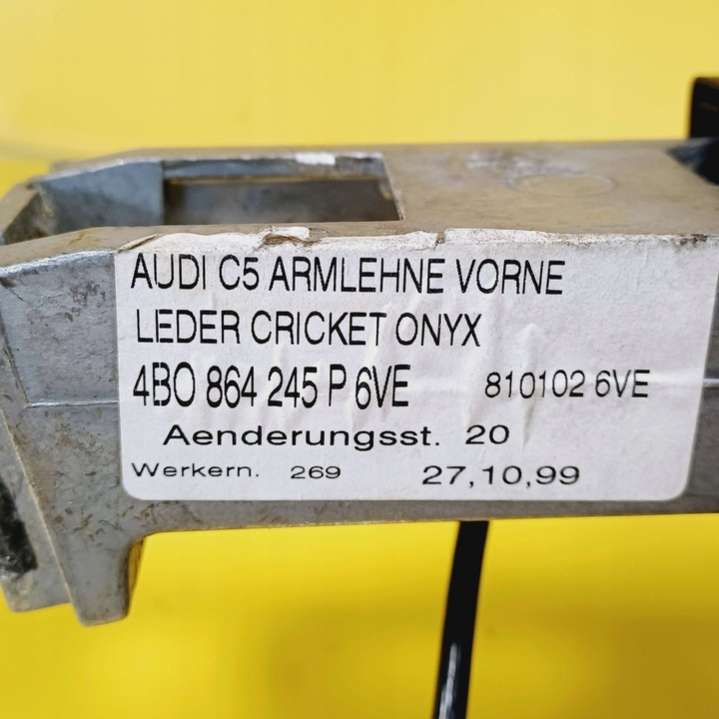 AUDI C5 ARMLEHNE VORNE
LEDER CRICKET ONYX
4BO 864 245 P 6VE 810102 6VE
Aenderungsst. 20
Werkern. 269 27,10,99